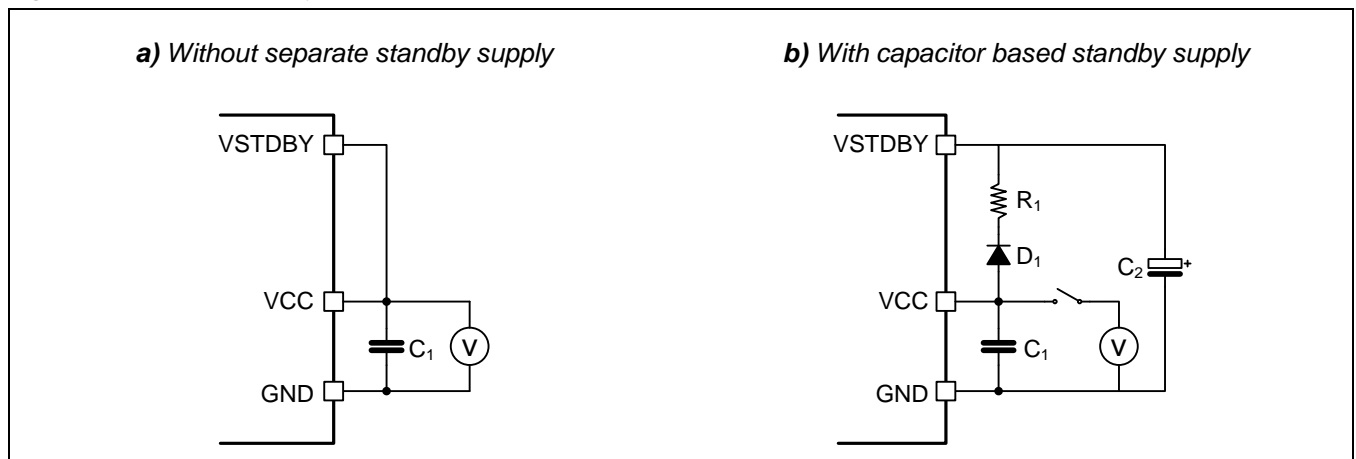 a) Without separate standby supply
VSTDBY
VCC
C1
V
GND
b) With capacitor based standby supply
VSTDBY
R1
D1
C2
+
VCC
C1
V
GND